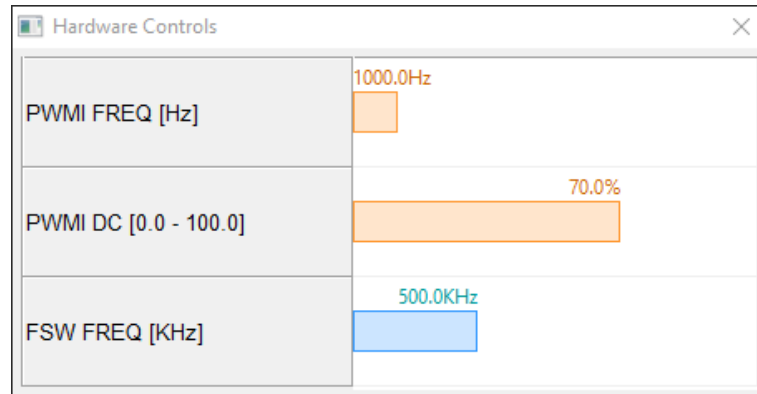 Hardware Controls
PWMI FREQ [Hz]
1000.0Hz
PWMI DC [0.0 - 100.0]
70.0%
FSW FREQ [KHz]
500.0KHz